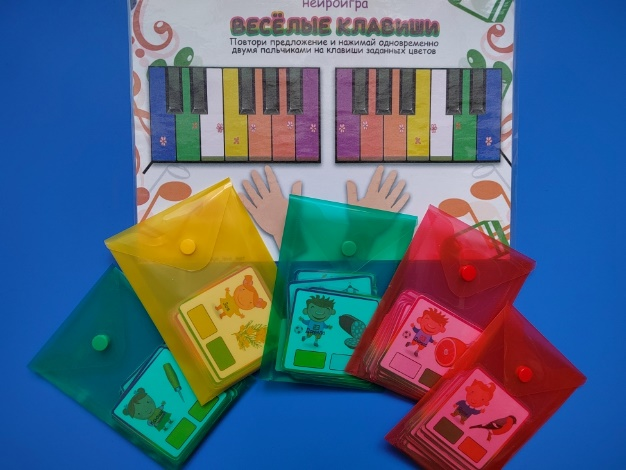 нейроигра
ВЕСЁЛЫЕ КЛАВИШИ
Повтори предложение и нажимай одновременно
двумя пальчиками на клавиши заданных цветов